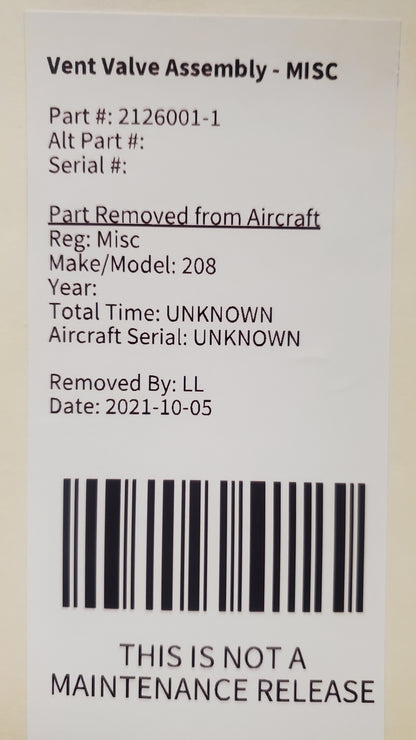 Vent Valve Assembly - MISC
Part #: 2126001-1
Alt Part #:
Serial #:
Part Removed from Aircraft
Reg: Misc
Make/Model: 208
Year:
Total Time: UNKNOWN
Aircraft Serial: UNKNOWN
Removed By: LL
Date: 2021-10-05
THIS IS NOT A
MAINTENANCE RELEASE